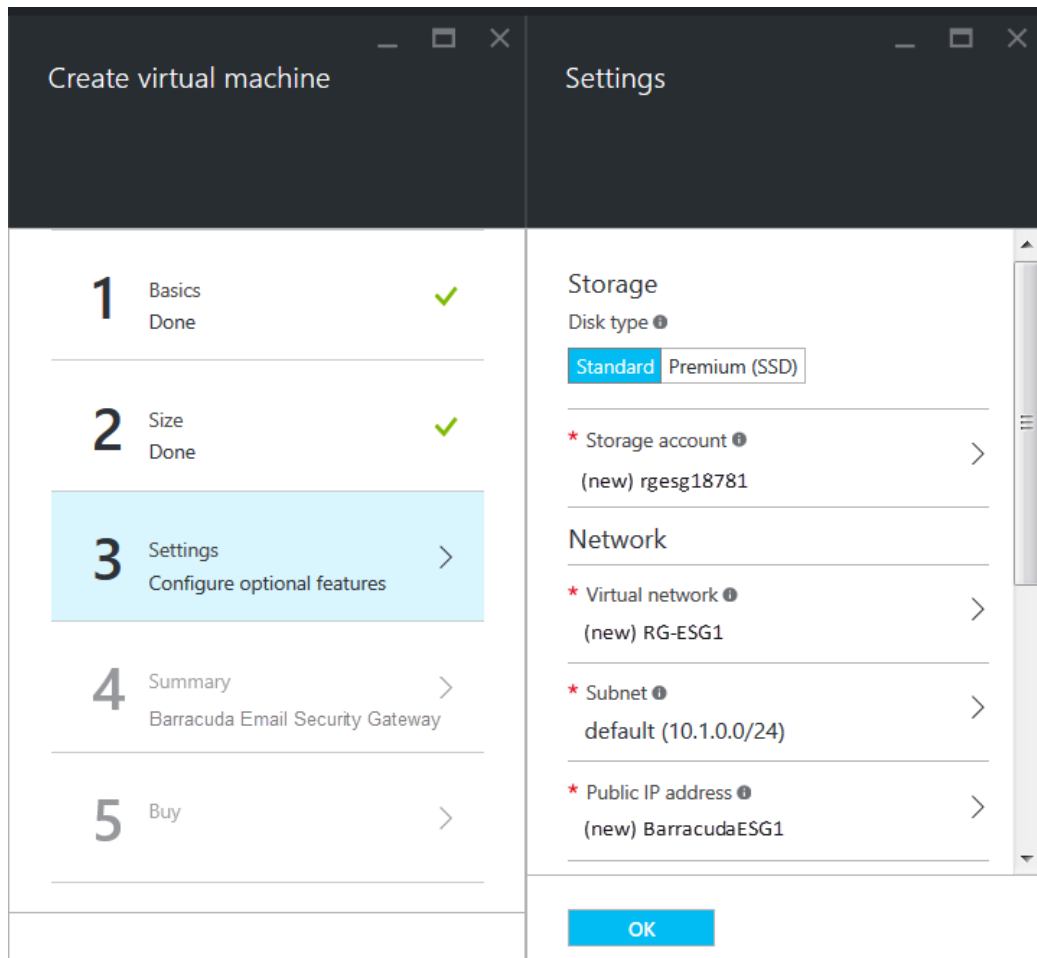 Create virtual machine
1
Basics
Done
2
Size
Done
3
Settings
Configure optional features
4
Summary
Barracuda Email Security Gateway
5
Buy
Settings
Storage
Disk type
Standard Premium (SSD)
* Storage account
(new) rgesg18781
Network
* Virtual network
(new) RG-ESG1
* Subnet
default (10.1.0.0/24)
* Public IP address
(new) BarracudaESG1
OK